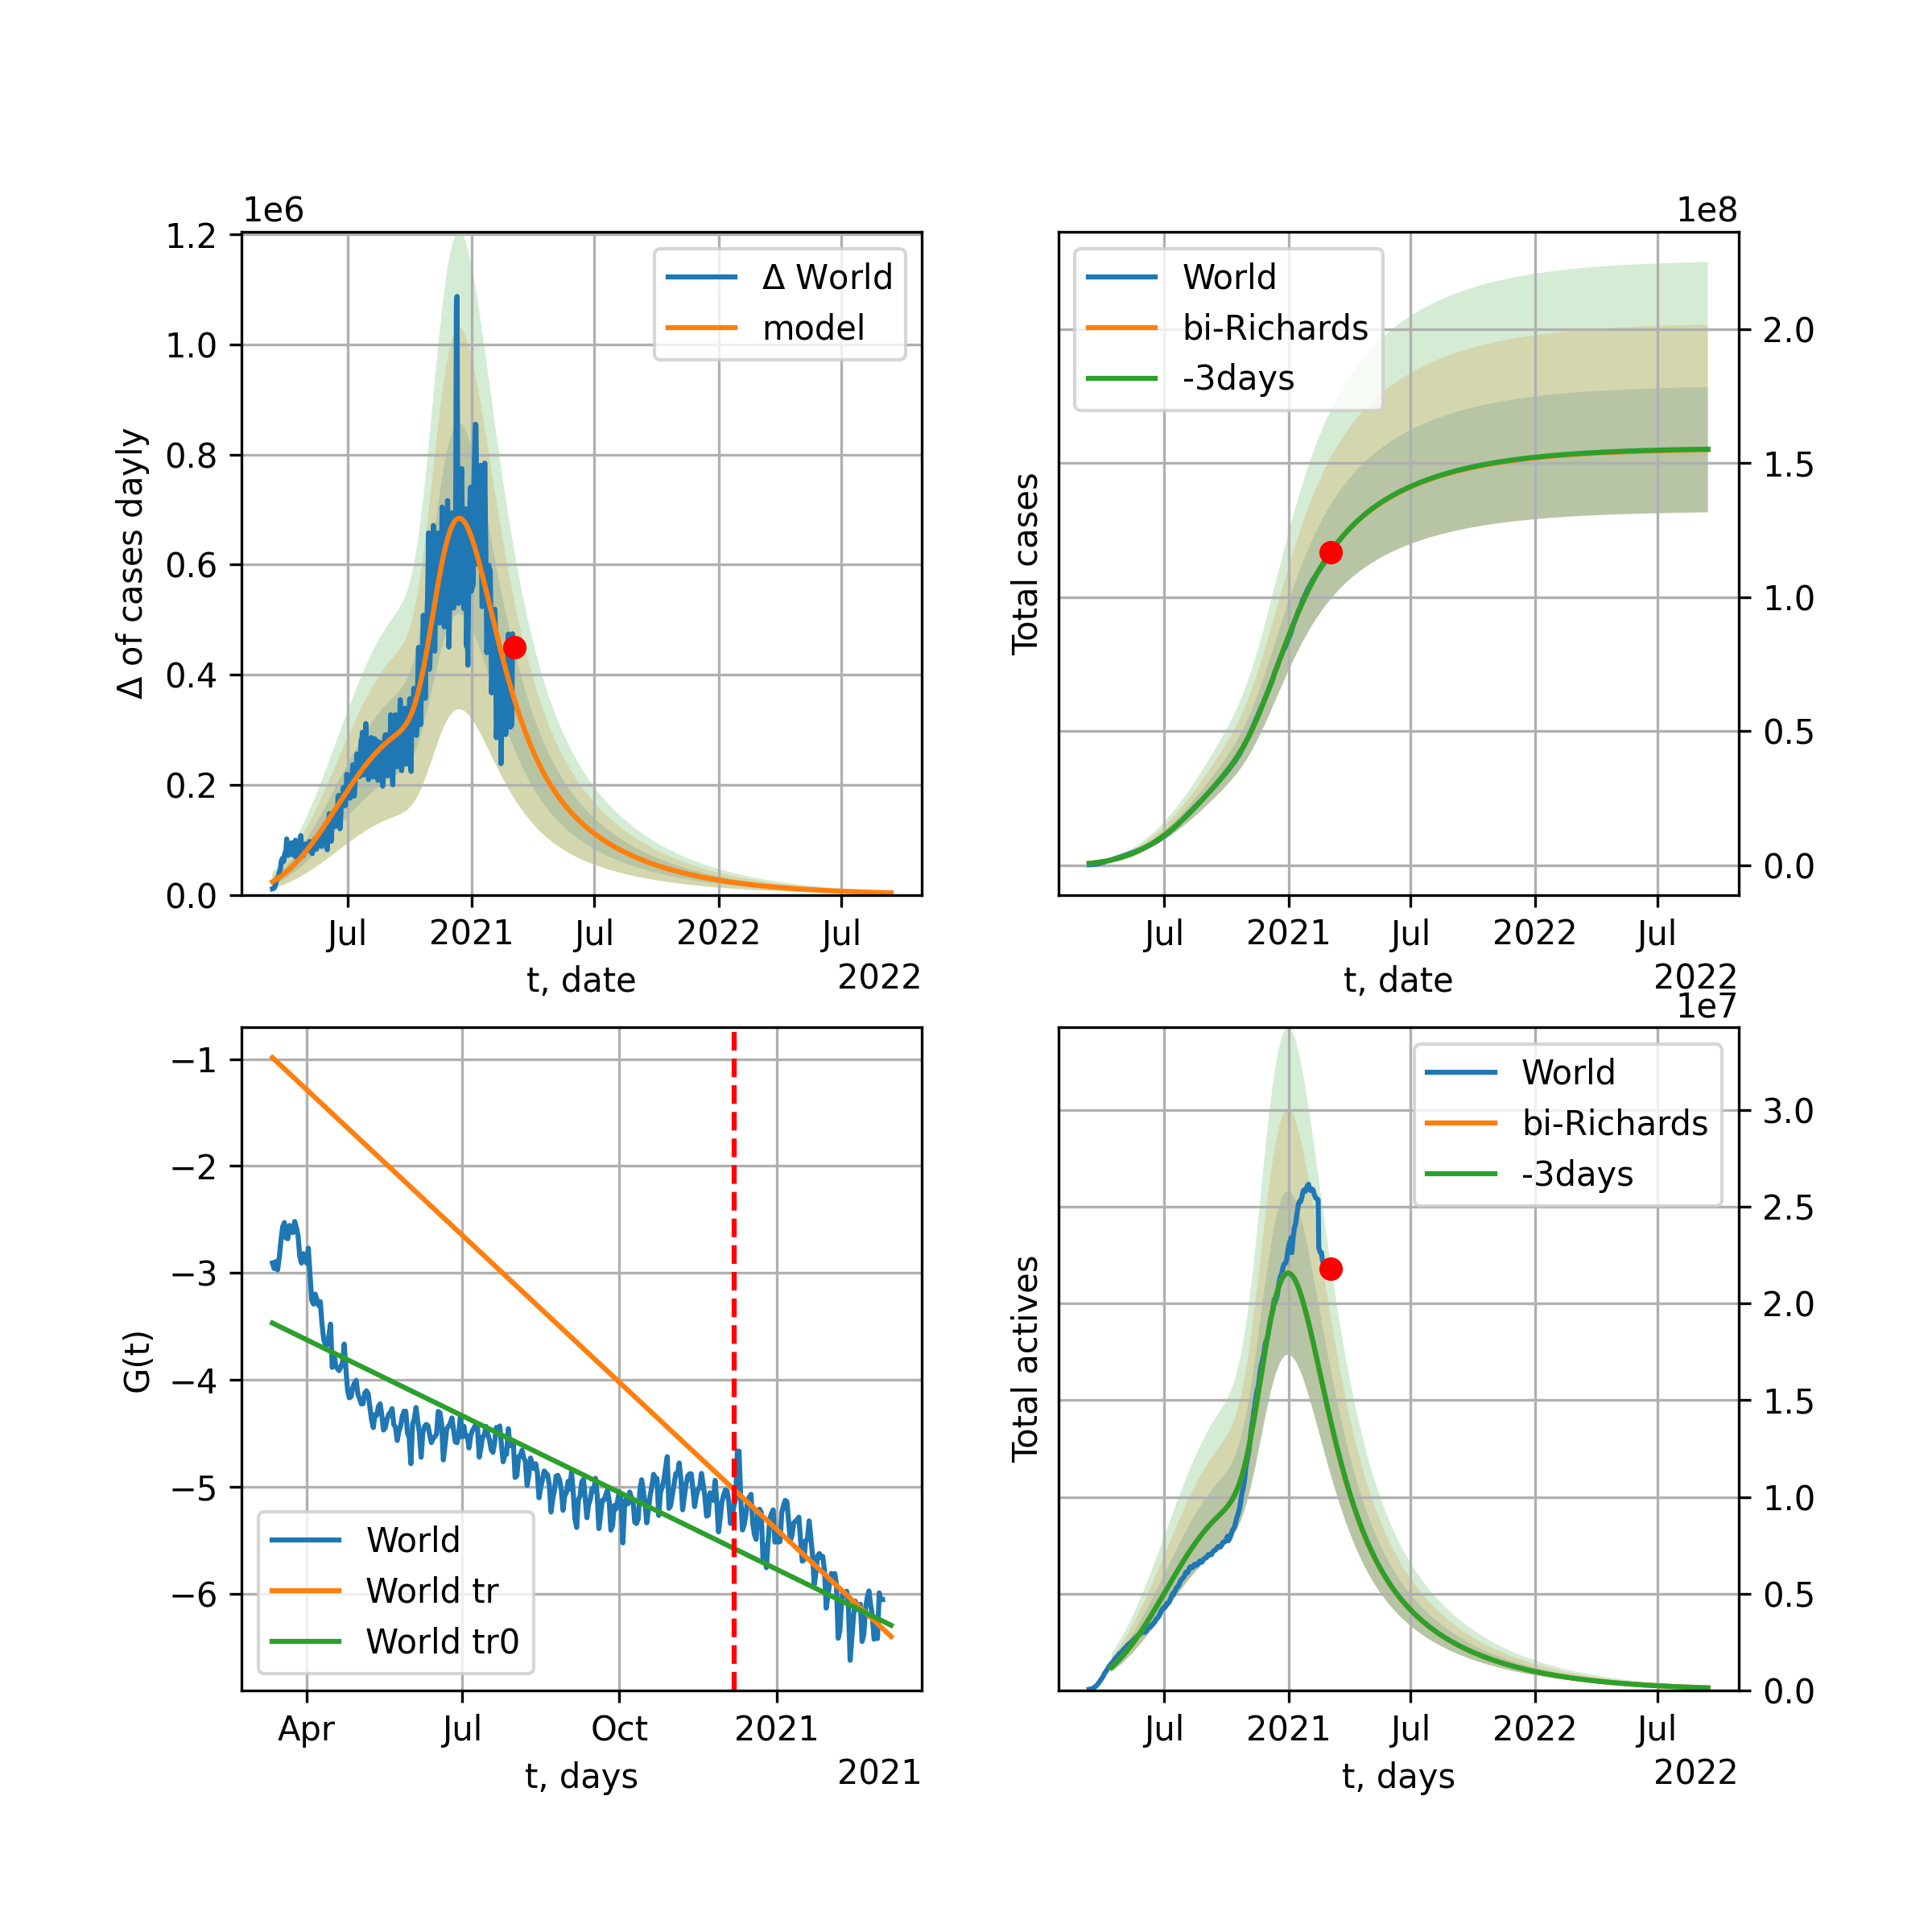 1e6
Δ of cases dayly
1.2
1.0
0.8
0.6
0.4
0.2
0.0
Δ World
model
Jul
2021
Jul
2022
Jul
t, date
2022
1e8
Total cases
World
bi-Richards
-3days
2.0
1.5
1.0
0.5
0.0
Jul
2021
Jul
2022
Jul
t, date
2022
G(t)
−1
−2
−3
−4
−5
−6
World
World tr
World tr0
Apr
Jul
Oct
2021
t, days
2021
1e7
Total actives
World
bi-Richards
-3days
3.0
2.5
2.0
1.5
1.0
0.5
0.0
Jul
2021
Jul
2022
Jul
t, days
2022